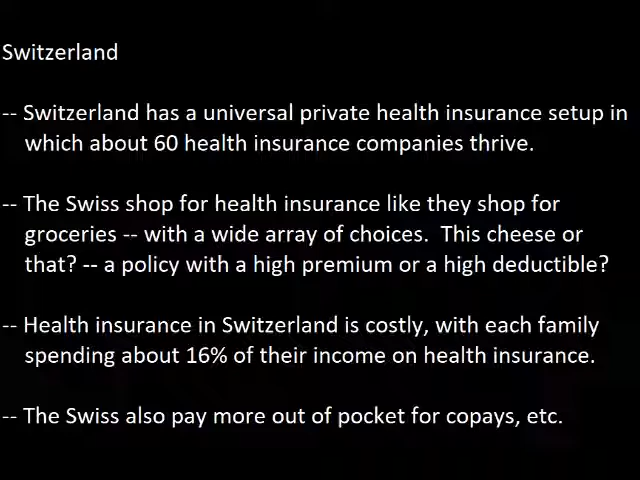 Switzerland
-- Switzerland has a universal private health insurance setup in
which about 60 health insurance companies thrive.
-- The Swiss shop for health insurance like they shop for
groceries -- with a wide array of choices.  This cheese or
that? -- a policy with a high premium or a high deductible?
-- Health insurance in Switzerland is costly, with each family
spending about 16% of their income on health insurance.
-- The Swiss also pay more out of pocket for copays, etc.